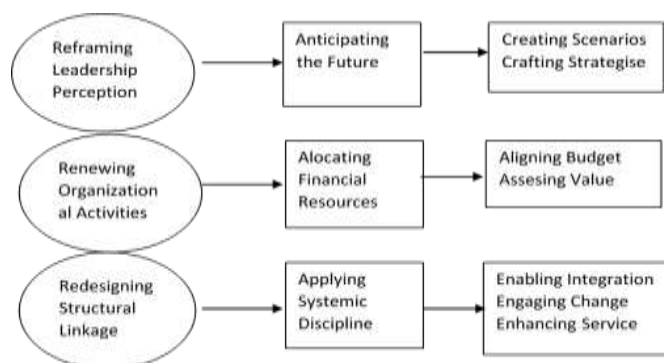 Reframing
Leadership
Perception
Anticipating
the Future
Creating Scenarios
Crafting Strategise
Renewing
Organization
al Activities
Alocating
Financial
Resources
Aligning Budget
Assesing Value
Redesigning
Structural
Linkage
Applying
Systemic
Discipline
Enabling Integration
Engaging Change
Enhancing Service